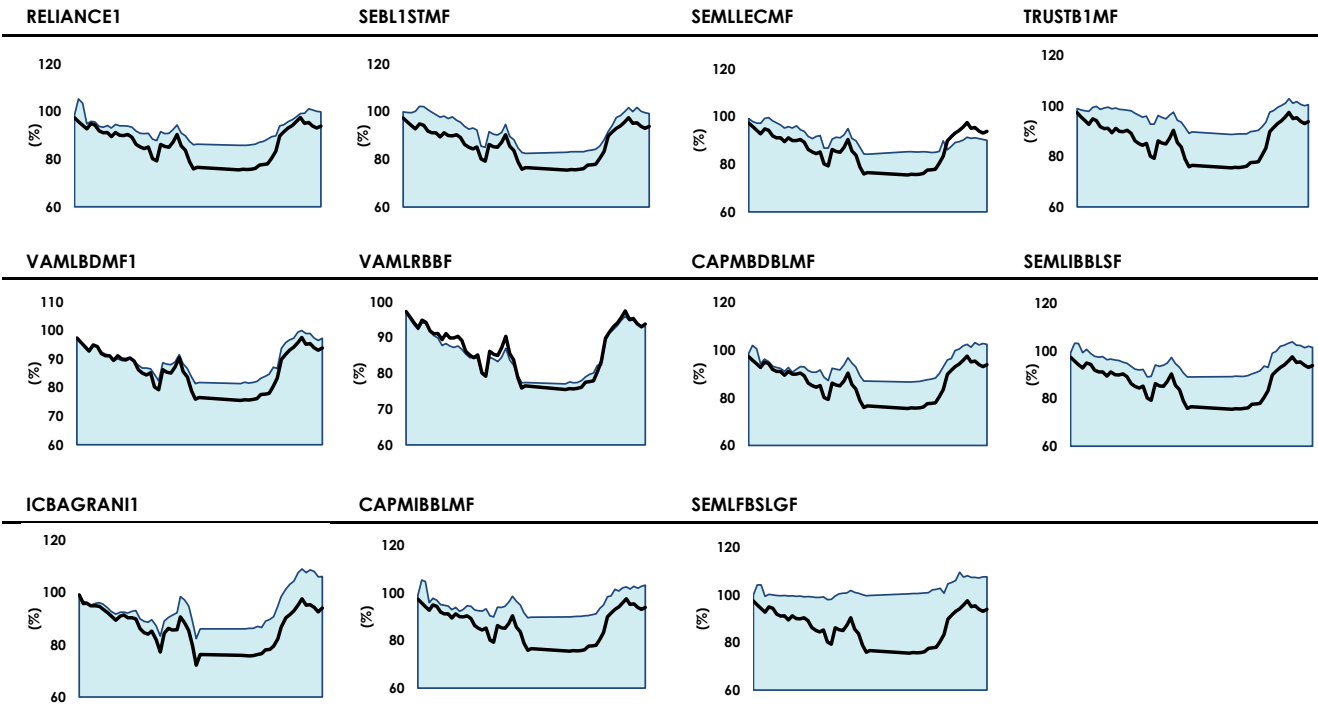 RELIANCE1 SEBL1STMF SEMLLECMF TRUSTB1MF
120 120 120 120
100 100 100 100
(%) (%) (%) (%)
80 80 80 80
60 60 60 60
VAMLBDMF1 VAMLRBBF CAPMBDBLMF SEMLIBBLSF
110 100 120 120
100 90 100 100
90
(%) (%) (%) (%)
80 80 80 80
70 70
60 60 60 60
ICBAGRANI1 CAPMIBBLMF SEMLFBSLGF
120 120 120
100 100 100
(%) (%) (%)
80 80 80
60 60 60